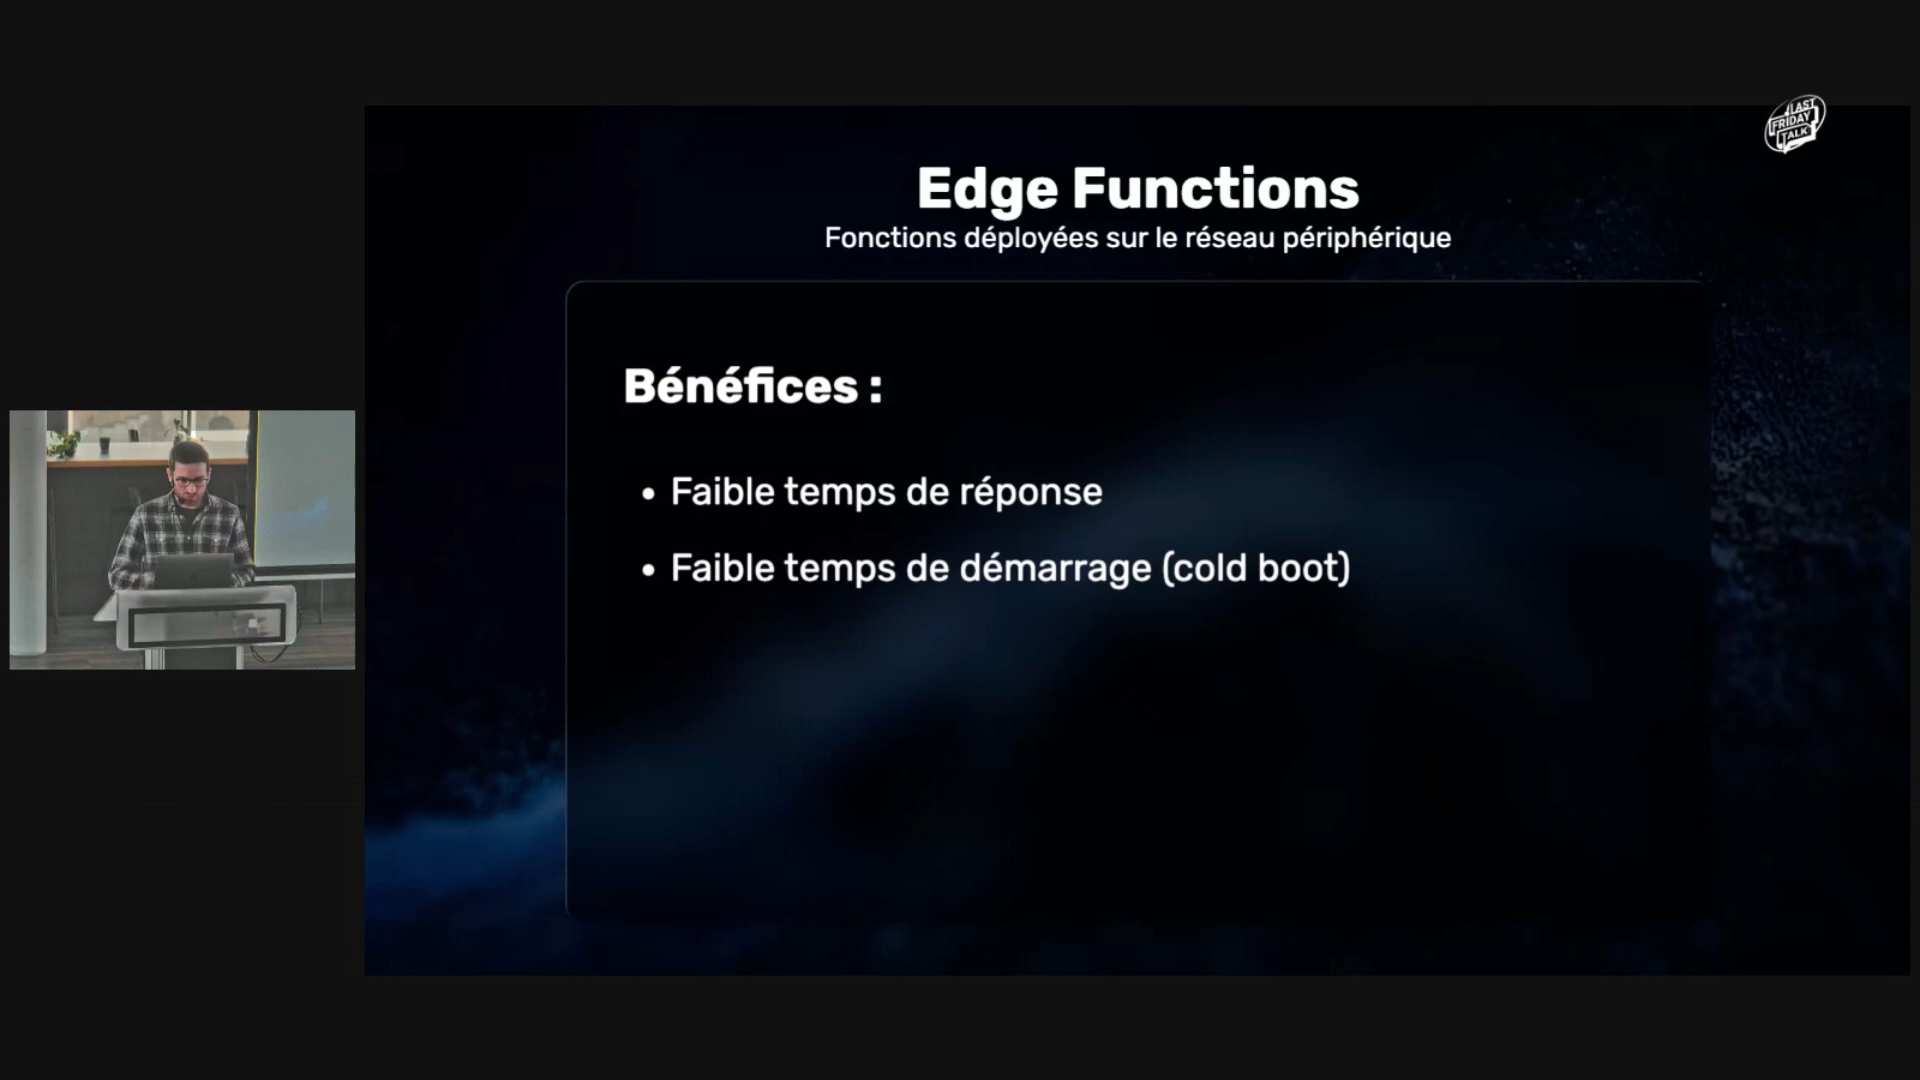 LAST
FRIDAY
TALK
Edge Functions
Fonctions déployées sur le réseau périphérique
Bénéfices :
• Faible temps de réponse
• Faible temps de démarrage (cold boot)